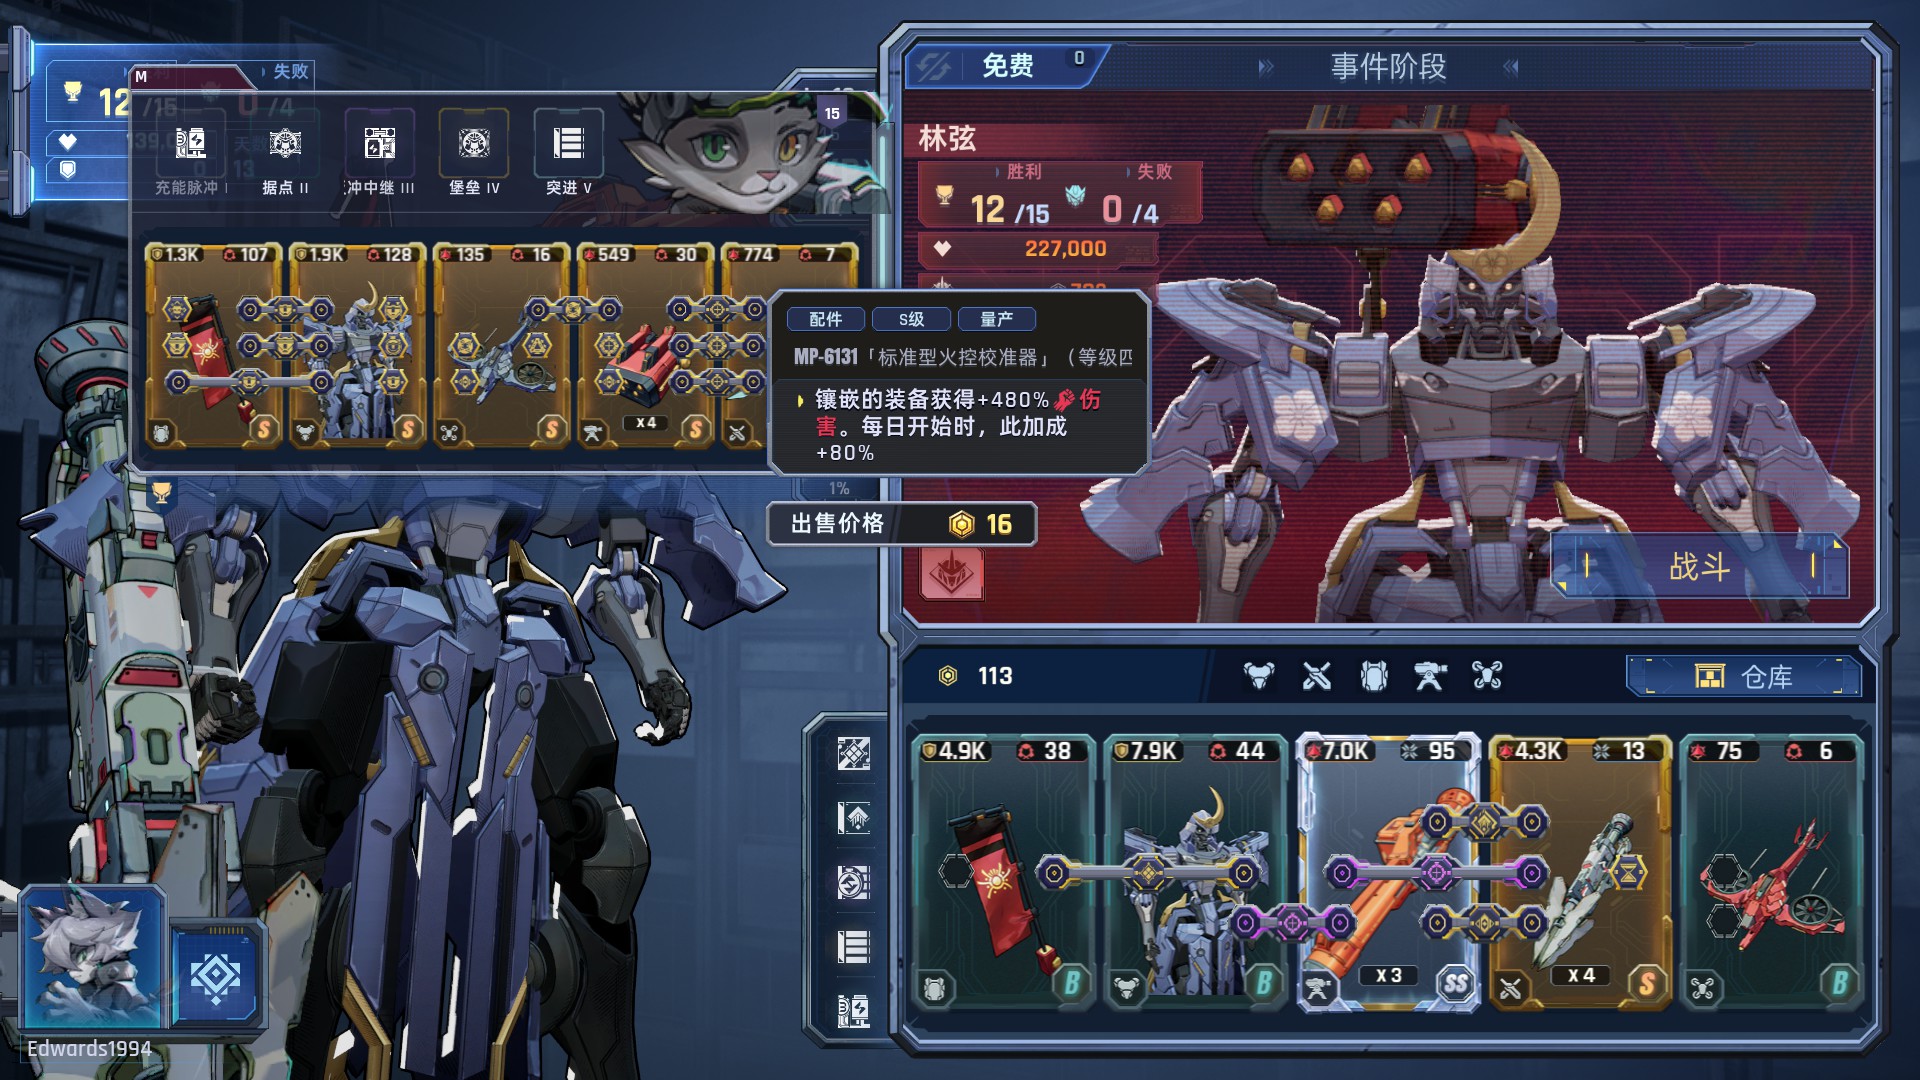 M
失败
12 /15
0 /4
15
充能脉冲 I
据点 II
冲中继 III
堡垒 IV
突进 V
1.3K
107
1.9K
128
135
16
549
30
774
7
S
S
S
x4
S
配件
S级
量产
MP-6131「标准型火控校准器」（等级四
镶嵌的装备获得+480%伤
害。每日开始时，此加成
+80%
1%
出售价格
16
免费
0
事件阶段
林弦
胜利
失败
12 /15
0 /4
227,000
战斗
113
仓库
4.9K
38
7.9K
44
7.0K
95
4.3K
13
75
6
B
B
x3
SS
x4
S
B
Edwards1994